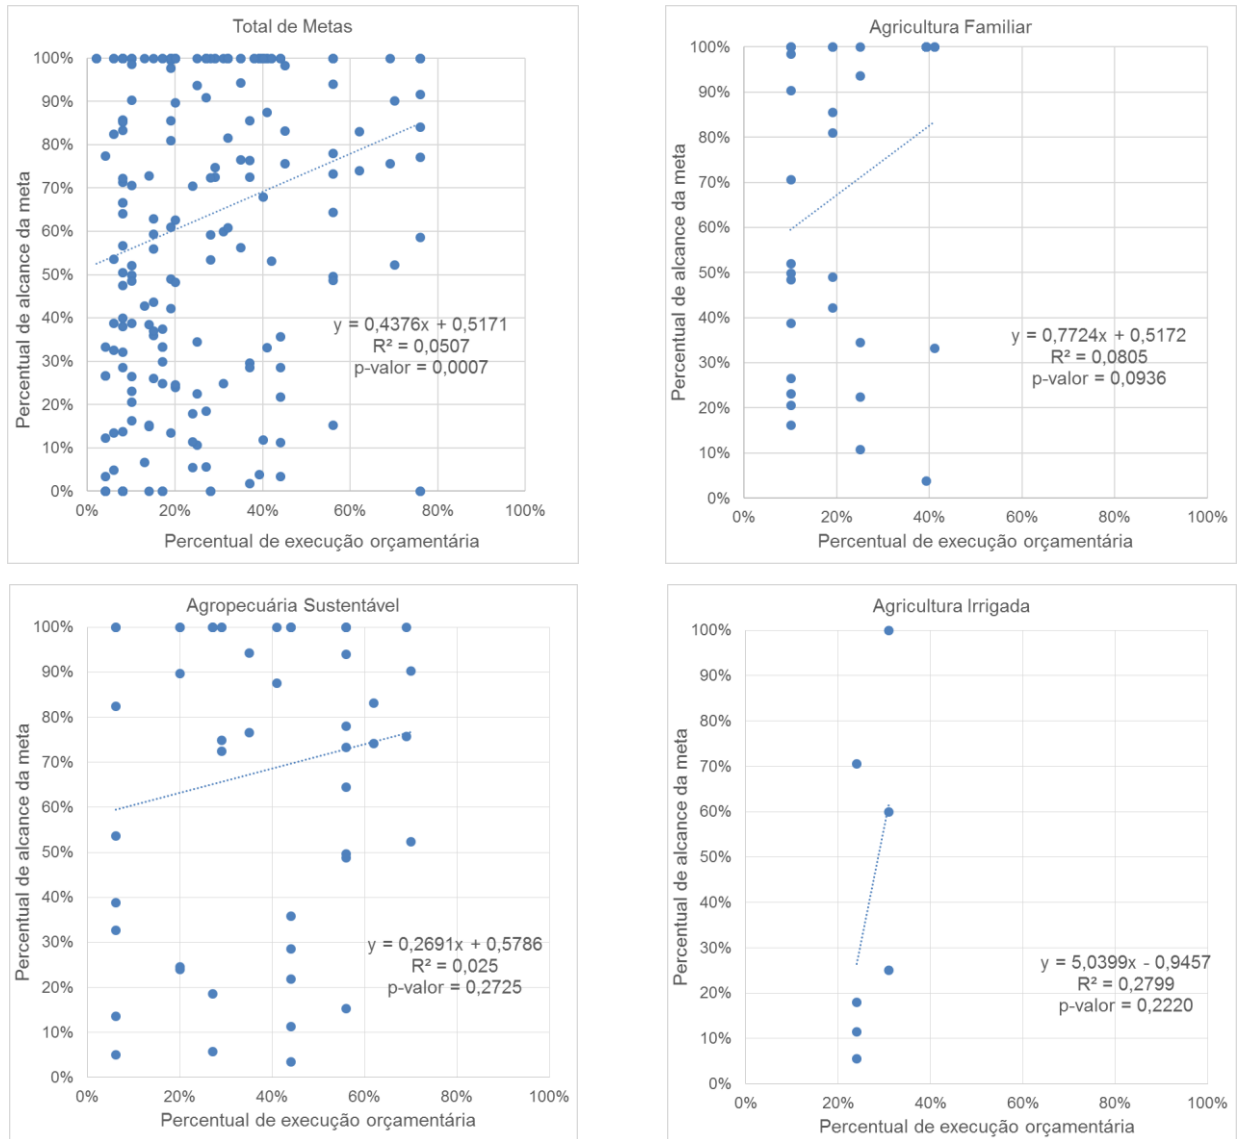 Total de Metas
Percentual de alcance da meta
100%
90%
80%
70%
60%
50%
40%
30%
20%
10%
0%
y = 0,4376x + 0,5171
R² = 0,0507
p-valor = 0,0007
0% 20% 40% 60% 80% 100%
Percentual de execução orçamentária
Agricultura Familiar
Percentual de alcance da meta
100%
90%
80%
70%
60%
50%
40%
30%
20%
10%
0%
y = 0,7724x + 0,5172
R² = 0,0805
p-valor = 0,0936
0% 20% 40% 60% 80% 100%
Percentual de execução orçamentária
Agropecuária Sustentável
Percentual de alcance da meta
100%
90%
80%
70%
60%
50%
40%
30%
20%
10%
0%
y = 0,2691x + 0,5786
R² = 0,025
p-valor = 0,2725
0% 20% 40% 60% 80% 100%
Percentual de execução orçamentária
Agricultura Irrigada
Percentual de alcance da meta
100%
90%
80%
70%
60%
50%
40%
30%
20%
10%
0%
y = 5,0399x - 0,9457
R² = 0,2799
p-valor = 0,2220
0% 20% 40% 60% 80% 100%
Percentual de execução orçamentária